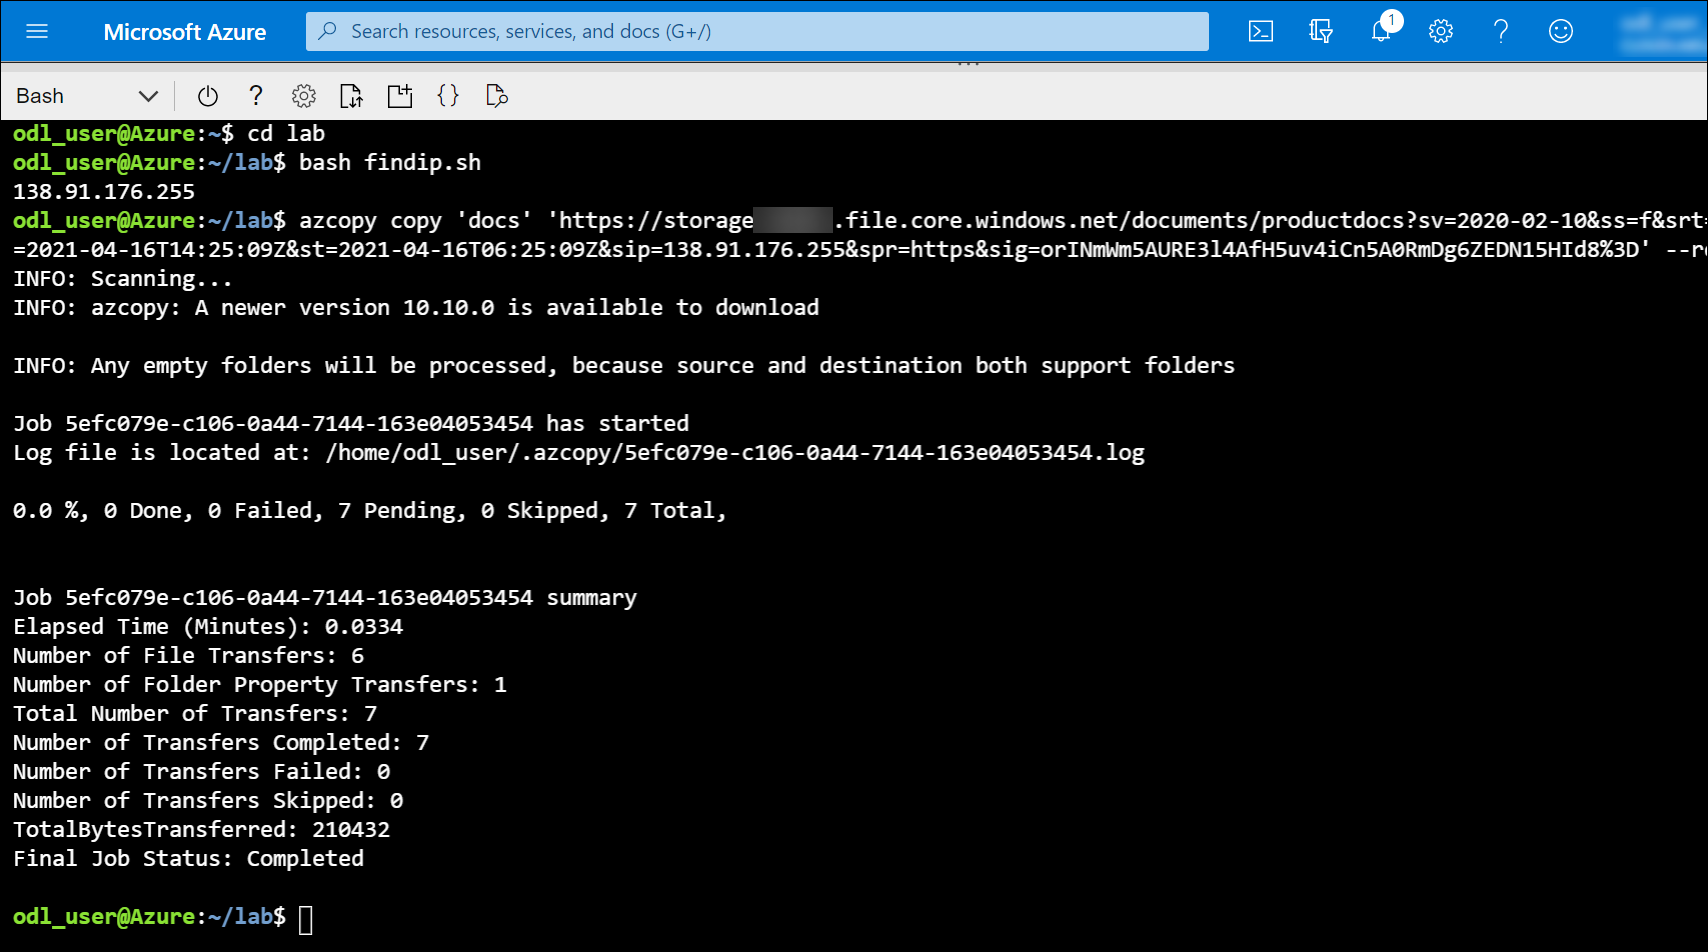 Microsoft Azure
Search resources, services, and docs (G+/)
1
Bash
odl_user@Azure:~$ cd lab
odl_user@Azure:~/lab$ bash findip.sh
138.91.176.255
odl_user@Azure:~/lab$ azcopy copy 'docs' 'https://storage .file.core.windows.net/documents/productdocs?sv=2020-02-10&ss=f&srt=
=2021-04-16T14:25:09Z&st=2021-04-16T06:25:09Z&sip=138.91.176.255&spr=https&sig=orINmWm5AURE3l4AfH5uv4iCn5A0RmDg6ZEDN15HId8%3D' --re
INFO: Scanning...
INFO: azcopy: A newer version 10.10.0 is available to download
INFO: Any empty folders will be processed, because source and destination both support folders
Job 5efc079e-c106-0a44-7144-163e04053454 has started
Log file is located at: /home/odl_user/.azcopy/5efc079e-c106-0a44-7144-163e04053454.log
0.0 %, 0 Done, 0 Failed, 7 Pending, 0 Skipped, 7 Total,
Job 5efc079e-c106-0a44-7144-163e04053454 summary
Elapsed Time (Minutes): 0.0334
Number of File Transfers: 6
Number of Folder Property Transfers: 1
Total Number of Transfers: 7
Number of Transfers Completed: 7
Number of Transfers Failed: 0
Number of Transfers Skipped: 0
TotalBytesTransferred: 210432
Final Job Status: Completed
odl_user@Azure:~/lab$